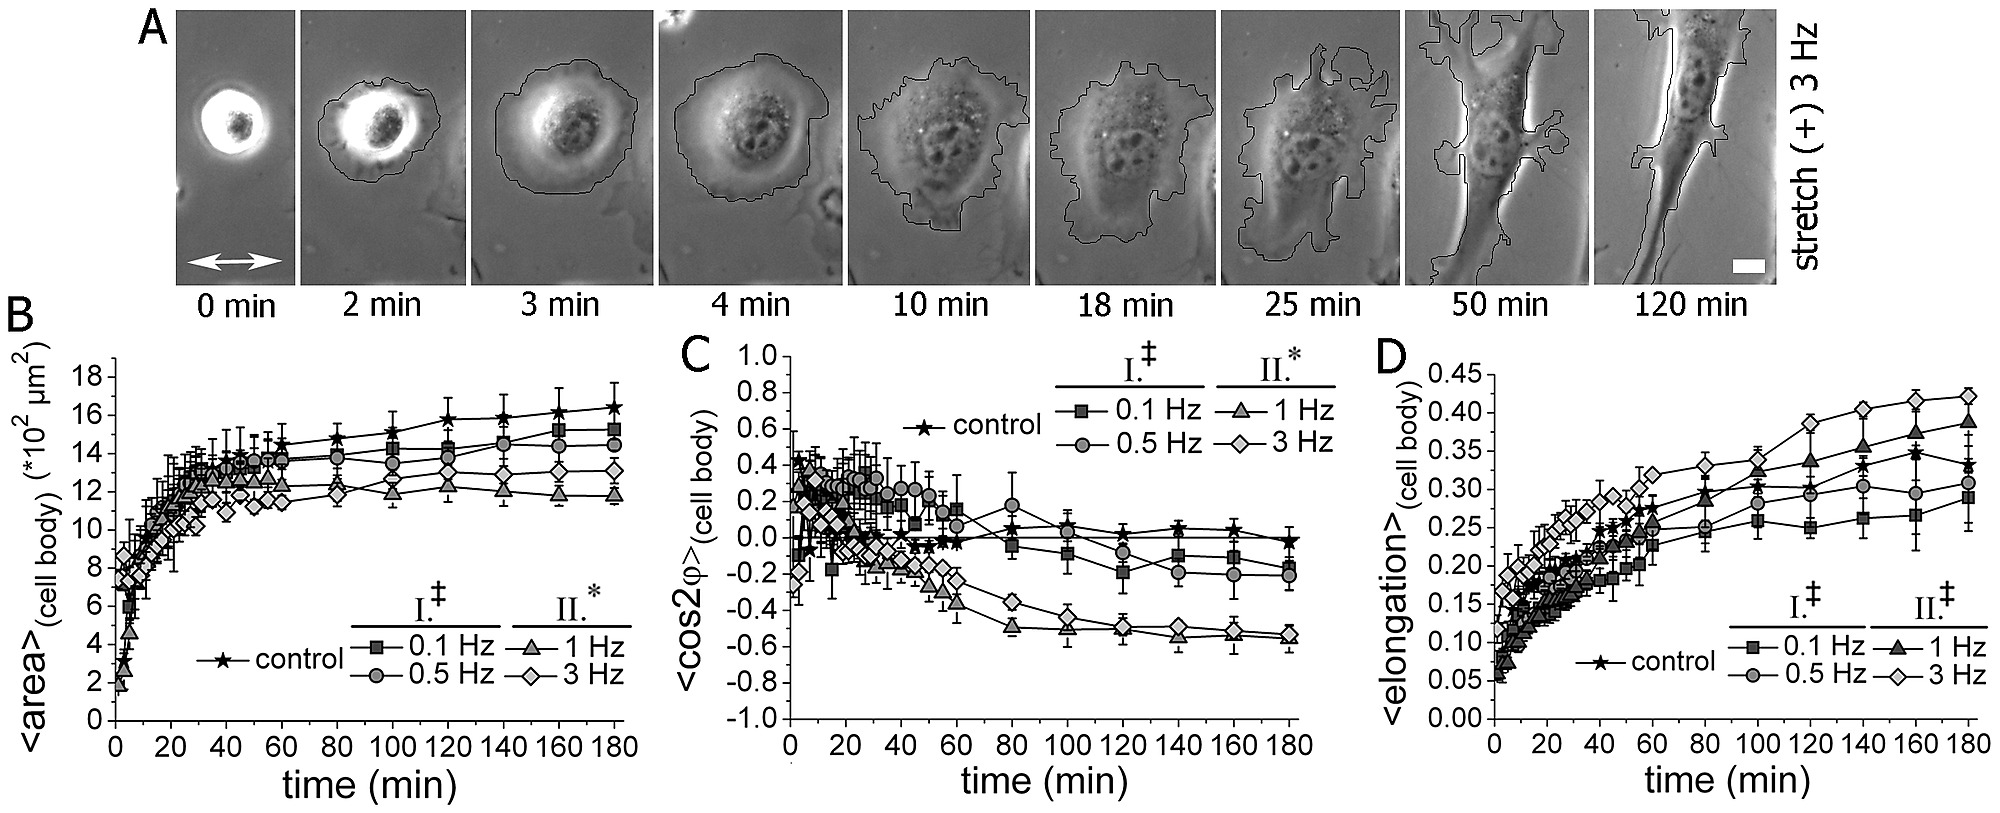 A
stretch (+) 3 Hz
0 min
2 min
3 min
4 min
10 min
18 min
25 min
50 min
120 min
B
<area>(cell body) (*10² µm²)
18
16
14
12
10
8
6
4
2
0
I.‡ II.*
control
0.1 Hz 1 Hz
0.5 Hz 3 Hz
0 20 40 60 80 100 120 140 160 180
time (min)
C
<cos2φ>(cell body)
1.0
0.8
0.6
0.4
0.2
0.0
-0.2
-0.4
-0.6
-0.8
-1.0
I.‡ II.*
control
0.1 Hz 1 Hz
0.5 Hz 3 Hz
0 20 40 60 80 100 120 140 160 180
time (min)
D
<elongation>(cell body)
0.45
0.40
0.35
0.30
0.25
0.20
0.15
0.10
0.05
0.00
I.‡ II.‡
control
0.1 Hz 1 Hz
0.5 Hz 3 Hz
0 20 40 60 80 100 120 140 160 180
time (min)